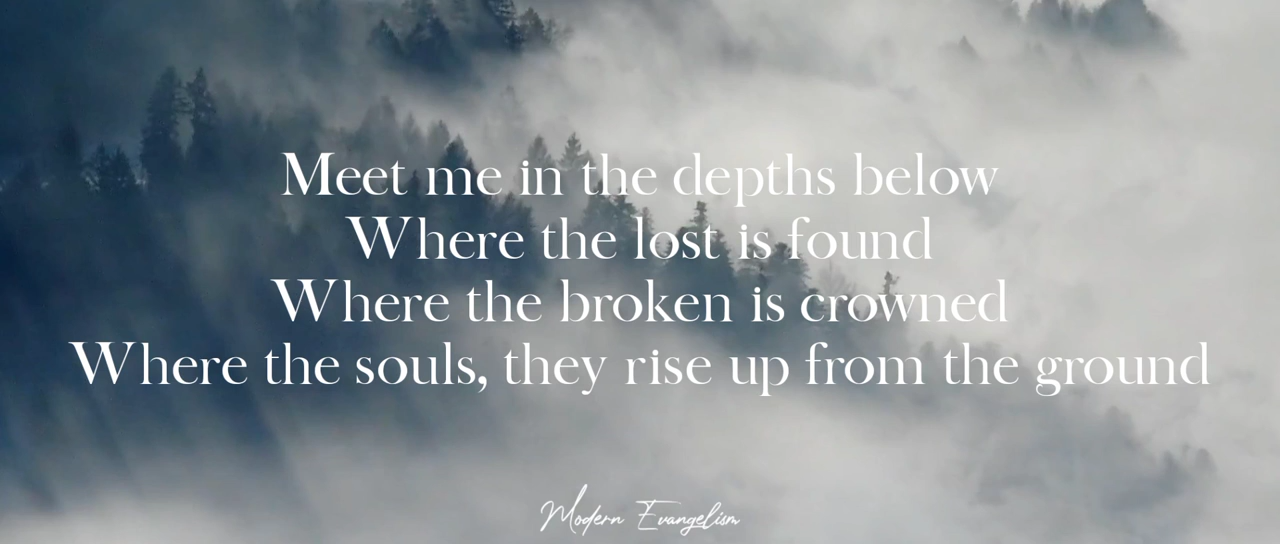 Meet me in the depths below
Where the lost is found
Where the broken is crowned
Where the souls, they rise up from the ground
Modern Evangelism